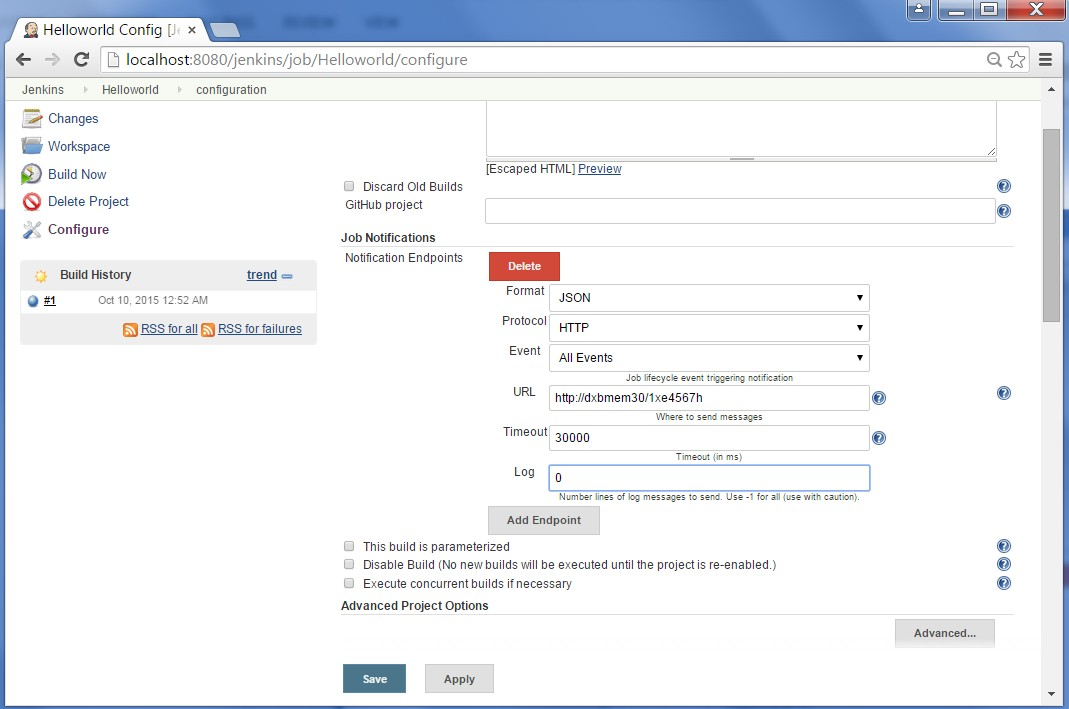 REVIEW VIEW
Helloworld Config [Je
localhost:8080/jenkins/job/Helloworld/configure
Jenkins Helloworld configuration
Changes
Workspace
Build Now
Delete Project
Configure
Build History trend
#1 Oct 10, 2015 12:52 AM
RSS for all RSS for failures
[Escaped HTML] Preview
Discard Old Builds
GitHub project
Job Notifications
Notification Endpoints
Delete
Format JSON
Protocol HTTP
Event All Events
Job lifecycle event triggering notification
URL http://dxbmem30/1xe4567h
Where to send messages
Timeout 30000
Timeout (in ms)
Log 0
Number lines of log messages to send. Use -1 for all (use with caution).
Add Endpoint
This build is parameterized
Disable Build (No new builds will be executed until the project is re-enabled.)
Execute concurrent builds if necessary
Advanced Project Options
Advanced...
Save Apply